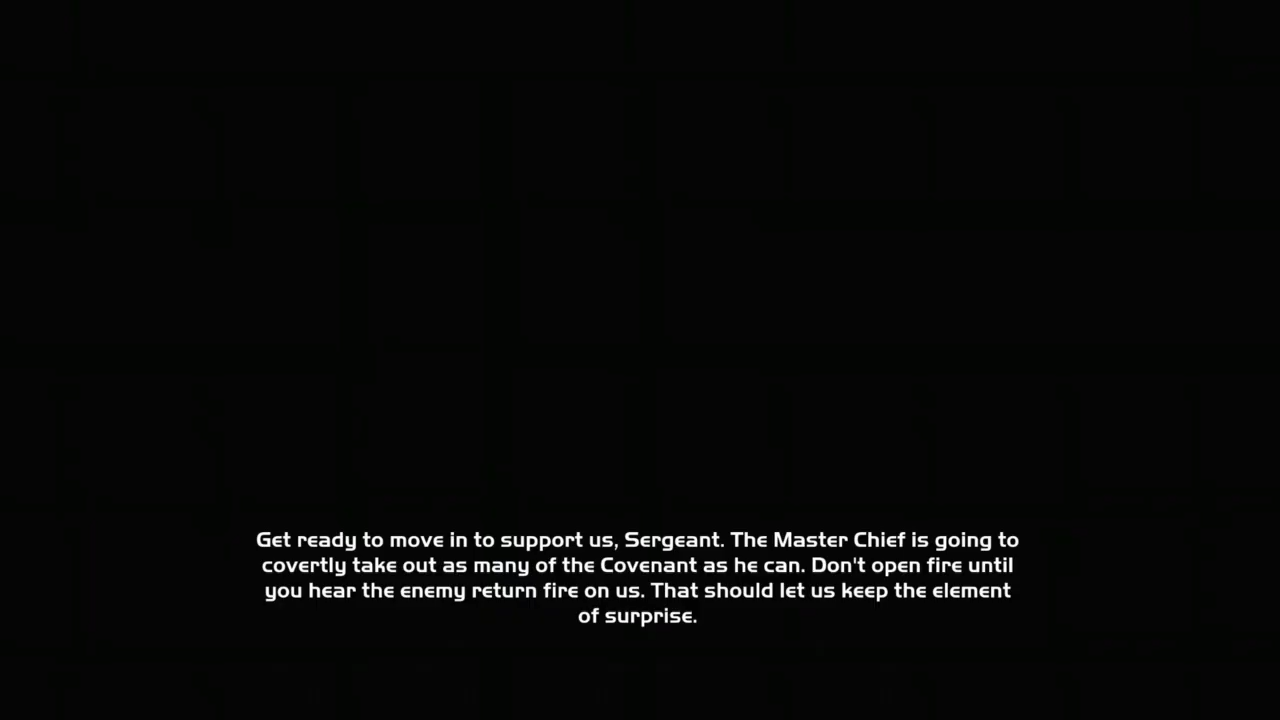 Get ready to move in to support us, Sergeant. The Master Chief is going to
covertly take out as many of the Covenant as he can. Don't open fire until
you hear the enemy return fire on us. That should let us keep the element
of surprise.